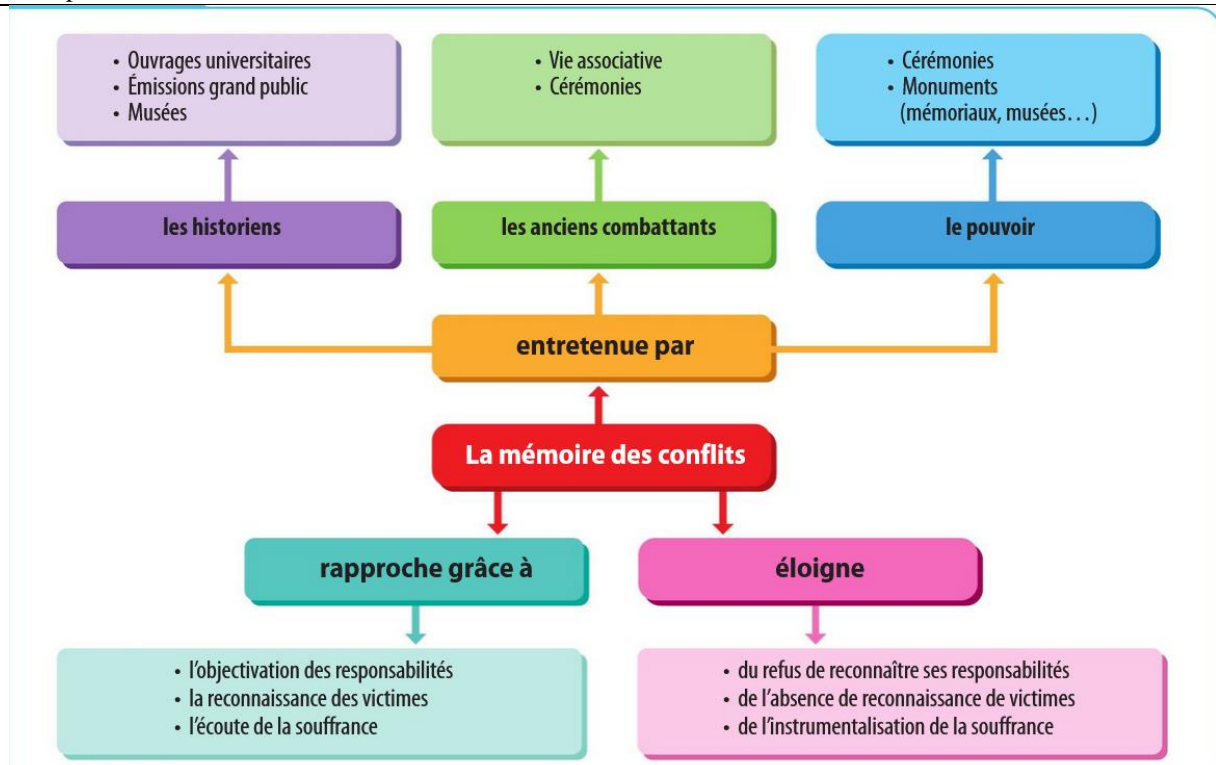 • Ouvrages universitaires
• Émissions grand public
• Musées
• Vie associative
• Cérémonies
• Cérémonies
• Monuments
(mémoriaux, musées…)
les historiens
les anciens combattants
le pouvoir
entretenue par
La mémoire des conflits
rapproche grâce à
éloigne
• l'objectivation des responsabilités
• la reconnaissance des victimes
• l'écoute de la souffrance
• du refus de reconnaître ses responsabilités
• de l'absence de reconnaissance de victimes
• de l'instrumentalisation de la souffrance